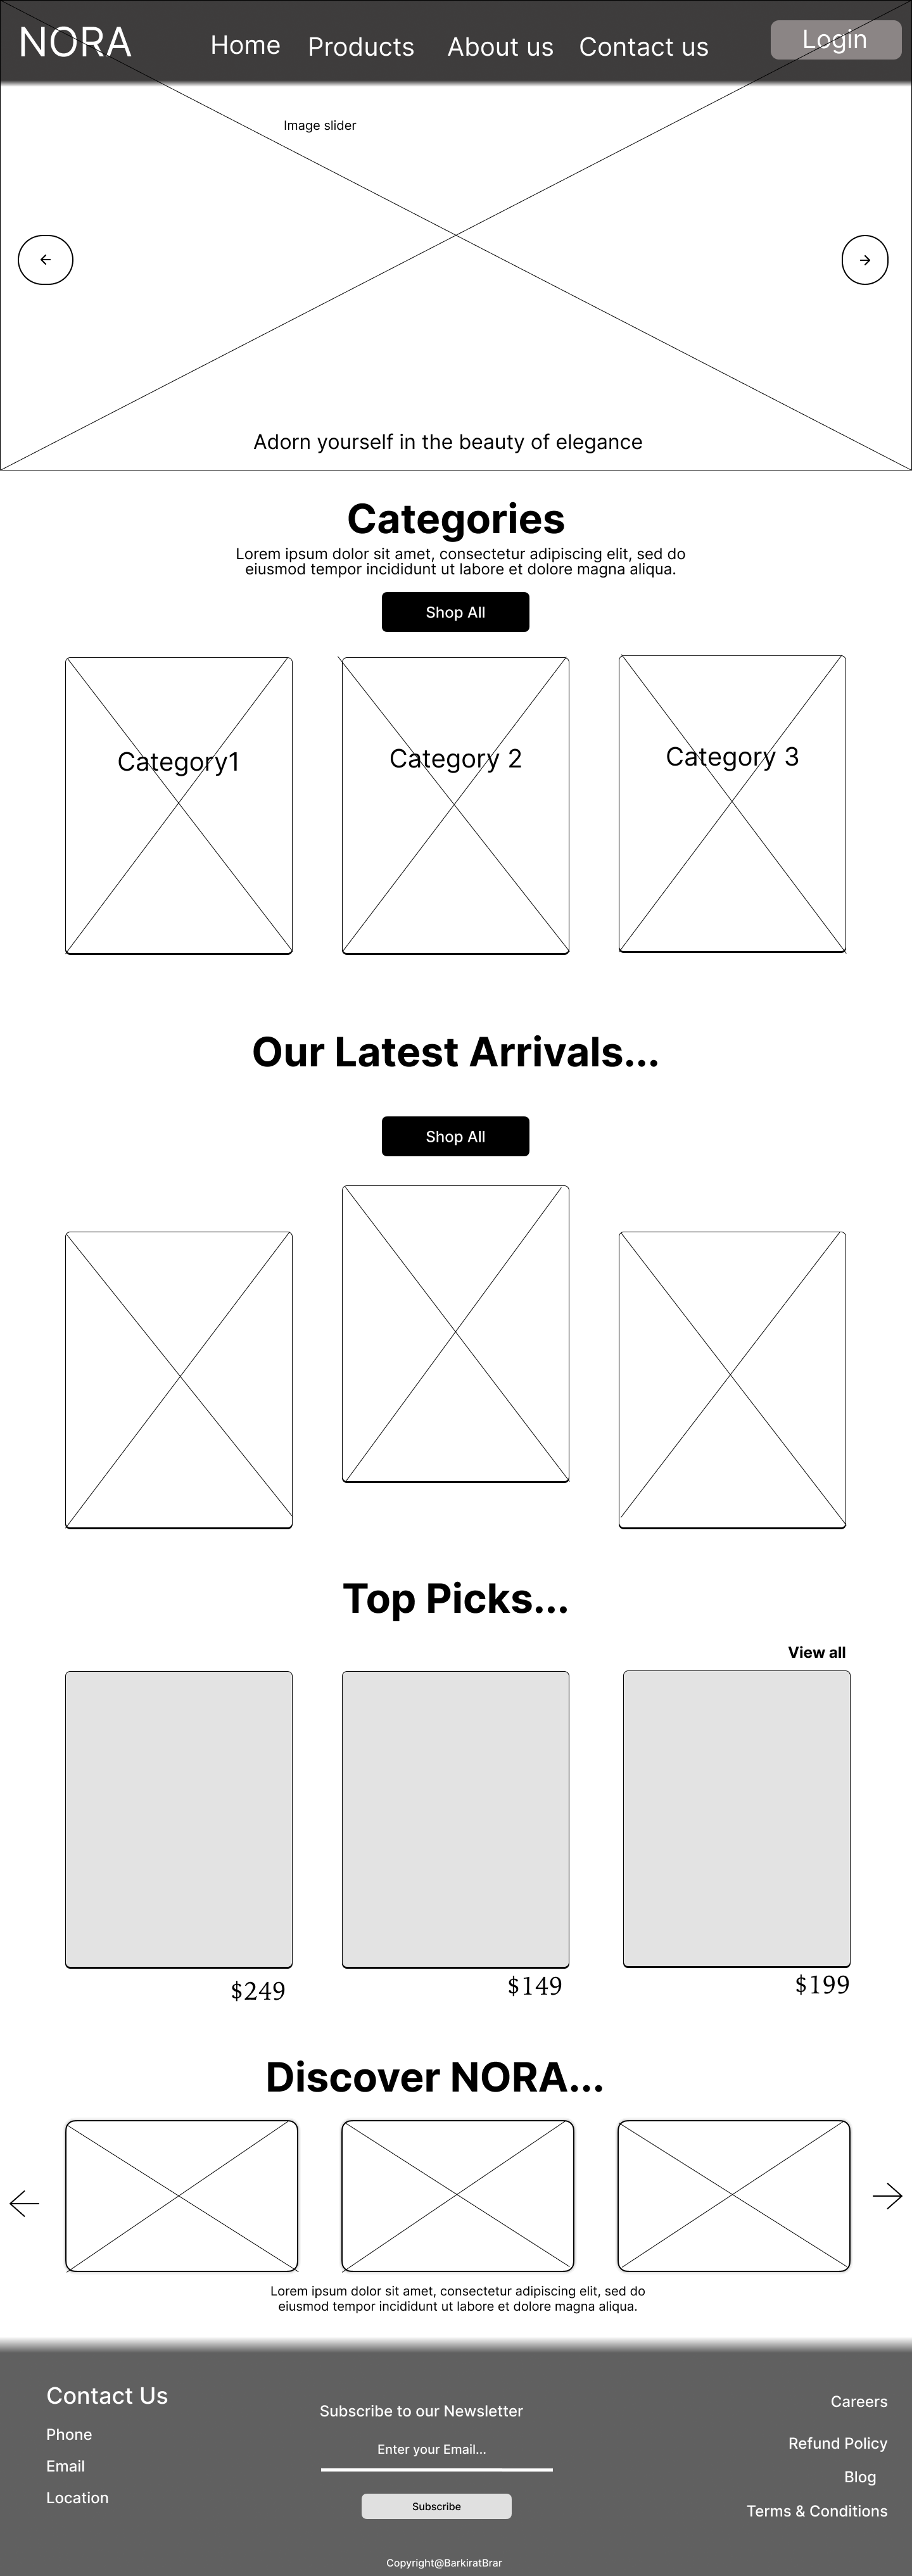 NORA
Home
Products
About us
Contact us
Login
Image slider
Adorn yourself in the beauty of elegance
Categories
Lorem ipsum dolor sit amet, consectetur adipiscing elit, sed do
eiusmod tempor incididunt ut labore et dolore magna aliqua.
Shop All
Category1
Category 2
Category 3
Our Latest Arrivals...
Shop All
Top Picks...
View all
$249
$149
$199
Discover NORA...
Lorem ipsum dolor sit amet, consectetur adipiscing elit, sed do
eiusmod tempor incididunt ut labore et dolore magna aliqua.
Contact Us
Phone
Email
Location
Subscribe to our Newsletter
Enter your Email...
Subscribe
Careers
Refund Policy
Blog
Terms & Conditions
Copyright@BarkiratBrar